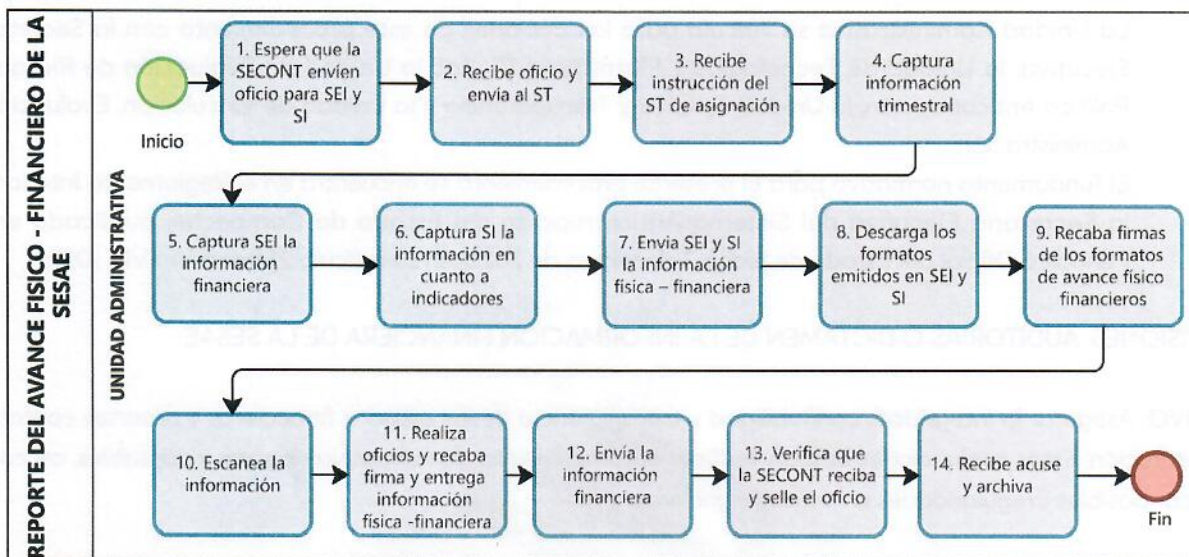 REPORTE DEL AVANCE FISICO -FINANCIERO DE LA
SESAE
UNIDAD ADMINISTRATIVA
Inicio
1. Espera que la
SECONT envíen
oficio para SEI y
SI
2. Recibe oficio y
envía al ST
3. Recibe
instrucción del
ST de asignación
4. Captura
información
trimestral
5. Captura SEI la
información
financiera
6. Captura SI la
información en
cuanto a
indicadores
7. Envía SEI y SI
la información
física – financiera
8. Descarga los
formatos
emitidos en SEI y
SI
9. Recaba firmas
de los formatos
de avance físico
financieros
10. Escanea la
información
11. Realiza
oficios y recaba
firma y entrega
información
física -financiera
12. Envía la
información
financiera
13. Verifica que
la SECONT reciba
y selle el oficio
14. Recibe acuse
y archiva
Fin